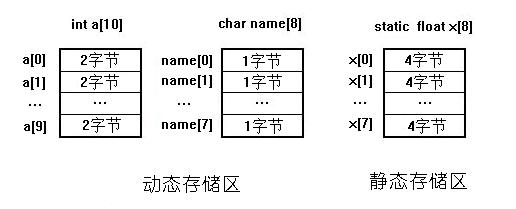 int a[10] char name[8] static float x[8]
a[0] 2字节 name[0] 1字节 x[0] 4字节
a[1] 2字节 name[1] 1字节 x[1] 4字节
… … … … … …
a[9] 2字节 name[7] 1字节 x[7] 4字节
动态存储区 静态存储区